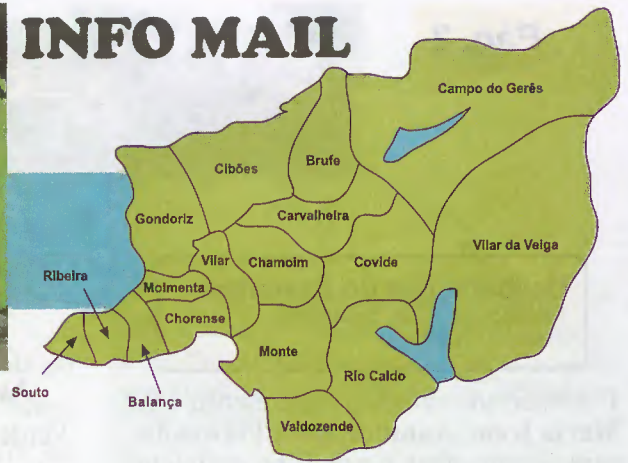 INFO MAIL
Campo do Gerês
Brufe
Cibões
Carvalheira
Gondoriz
Vilar da Veiga
Vilar
Chamoim
Covide
Ribeira
Moimenta
Chorense
Monte
Rio Caldo
Souto
Balança
Valdozende